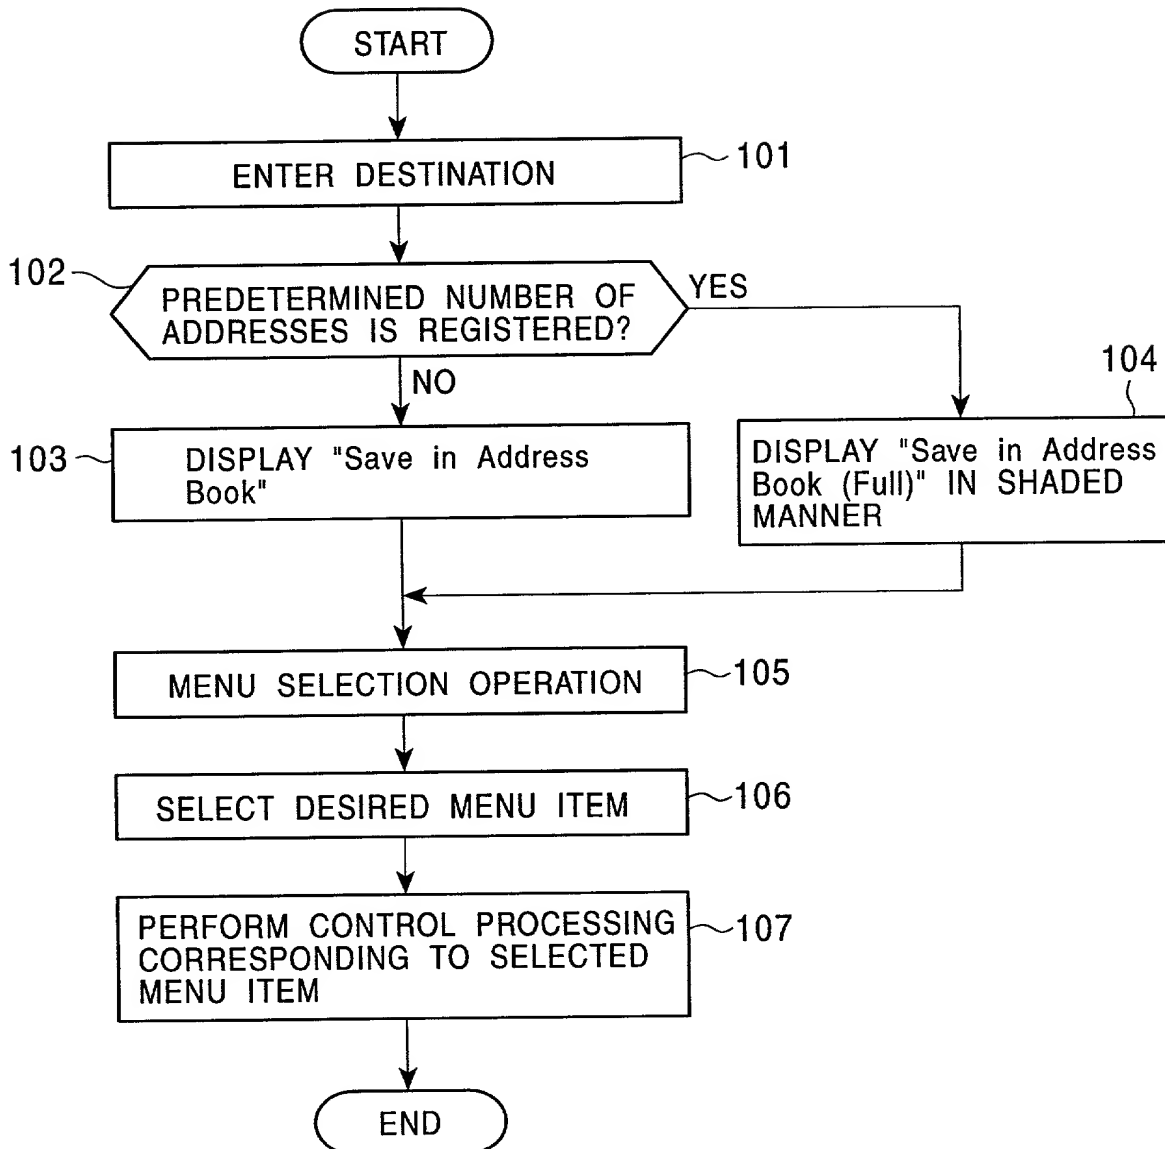 START
ENTER DESTINATION
101
102
PREDETERMINED NUMBER OF
ADDRESSES IS REGISTERED?
YES
NO
103
DISPLAY "Save in Address
Book"
104
DISPLAY "Save in Address
Book (Full)" IN SHADED
MANNER
MENU SELECTION OPERATION
105
SELECT DESIRED MENU ITEM
106
PERFORM CONTROL PROCESSING
CORRESPONDING TO SELECTED
MENU ITEM
107
END